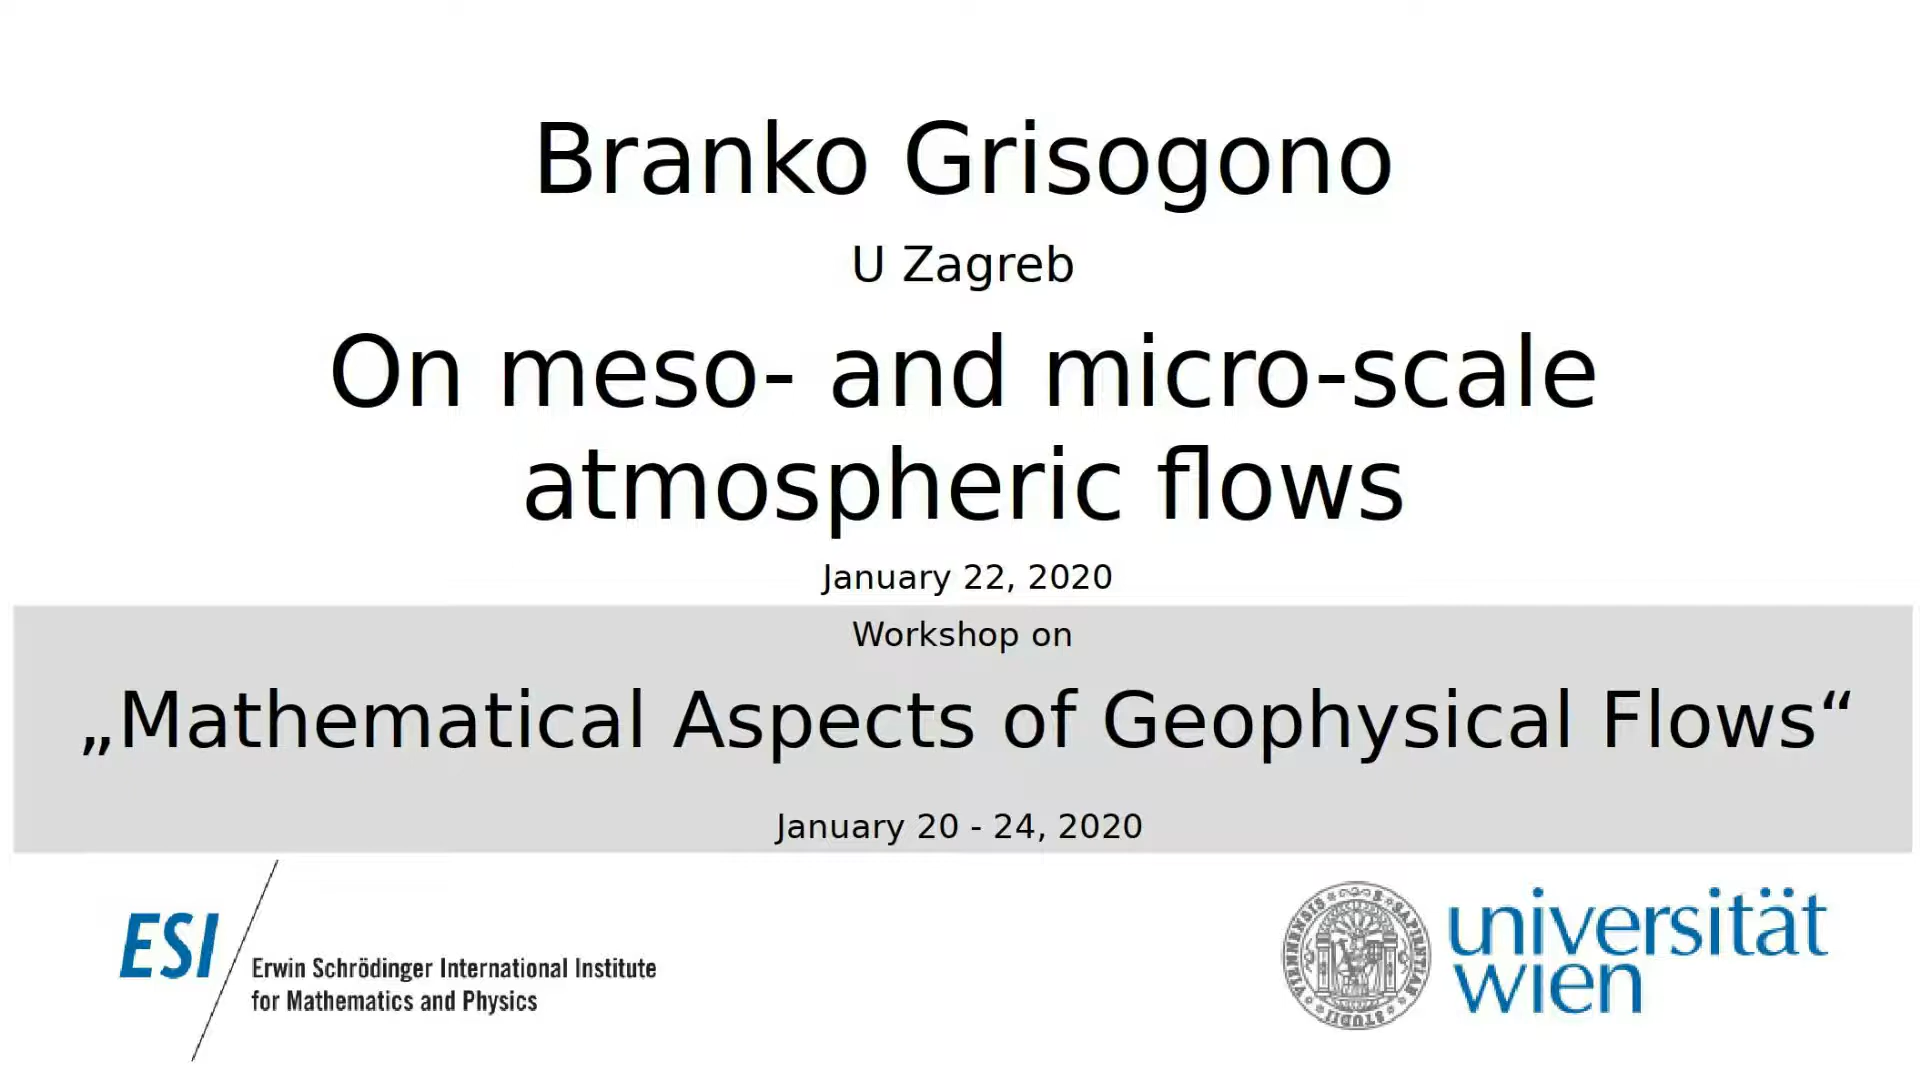 Branko Grisogono
U Zagreb
On meso- and micro-scale
atmospheric flows
January 22, 2020
Workshop on
„Mathematical Aspects of Geophysical Flows“
January 20 - 24, 2020
ESI
Erwin Schrödinger International Institute
for Mathematics and Physics
universität
wien